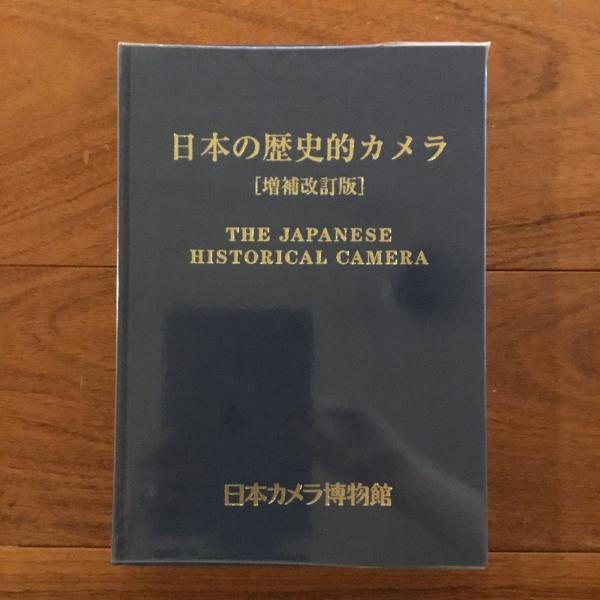 日本の歴史的カメラ
［増補改訂版］
THE JAPANESE
HISTORICAL CAMERA
日本カメラ博物館